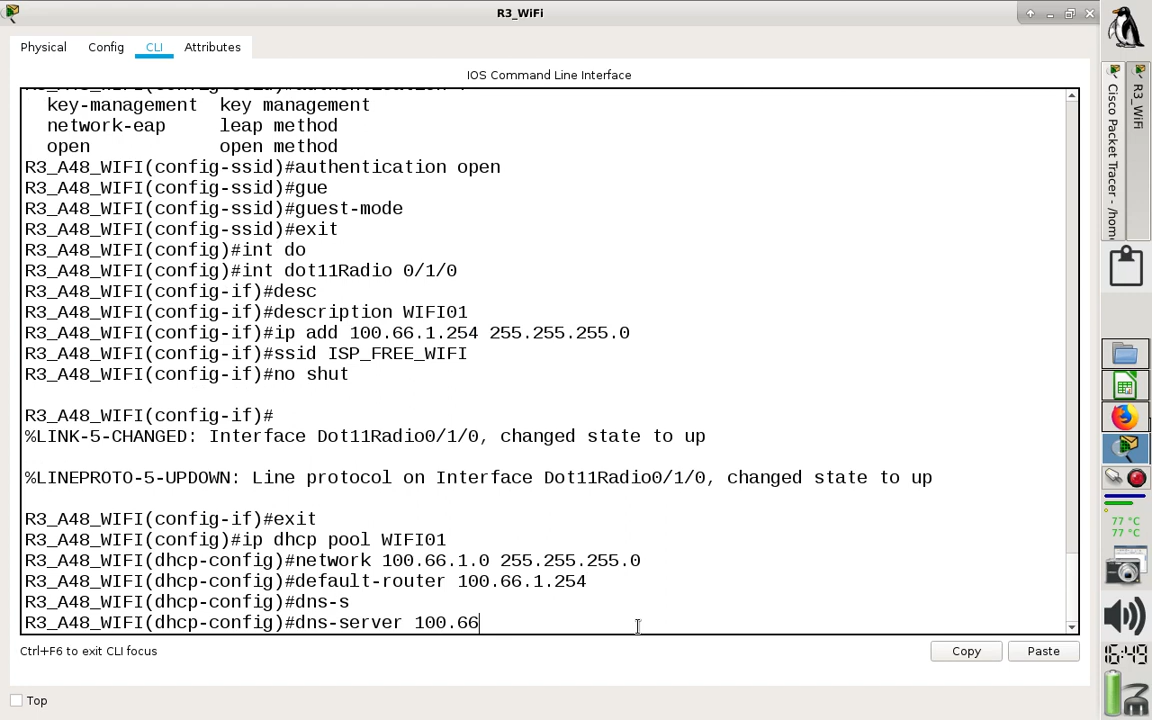 R3_WiFi
Physical
Config
CLI
Attributes
IOS Command Line Interface
key-management key management
network-eap leap method
open open method
R3_A48_WIFI(config-ssid)#authentication open
R3_A48_WIFI(config-ssid)#gue
R3_A48_WIFI(config-ssid)#guest-mode
R3_A48_WIFI(config-ssid)#exit
R3_A48_WIFI(config)#int do
R3_A48_WIFI(config)#int dot11Radio 0/1/0
R3_A48_WIFI(config-if)#desc
R3_A48_WIFI(config-if)#description WIFI01
R3_A48_WIFI(config-if)#ip add 100.66.1.254 255.255.255.0
R3_A48_WIFI(config-if)#ssid ISP_FREE_WIFI
R3_A48_WIFI(config-if)#no shut
R3_A48_WIFI(config-if)#
%LINK-5-CHANGED: Interface Dot11Radio0/1/0, changed state to up
%LINEPROTO-5-UPDOWN: Line protocol on Interface Dot11Radio0/1/0, changed state to up
R3_A48_WIFI(config-if)#exit
R3_A48_WIFI(config)#ip dhcp pool WIFI01
R3_A48_WIFI(dhcp-config)#network 100.66.1.0 255.255.255.0
R3_A48_WIFI(dhcp-config)#default-router 100.66.1.254
R3_A48_WIFI(dhcp-config)#dns-s
R3_A48_WIFI(dhcp-config)#dns-server 100.66
Ctrl+F6 to exit CLI focus
Copy
Paste
Top
Cisco Packet Tracer - /hom
R3_WiFi
77 °C
77 °C
16:49